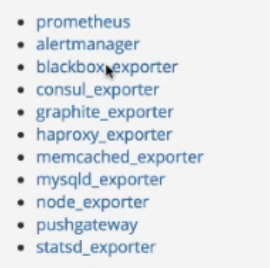 prometheus
alertmanager
blackbox_exporter
consul_exporter
graphite_exporter
haproxy_exporter
memcached_exporter
mysqld_exporter
node_exporter
pushgateway
statsd_exporter